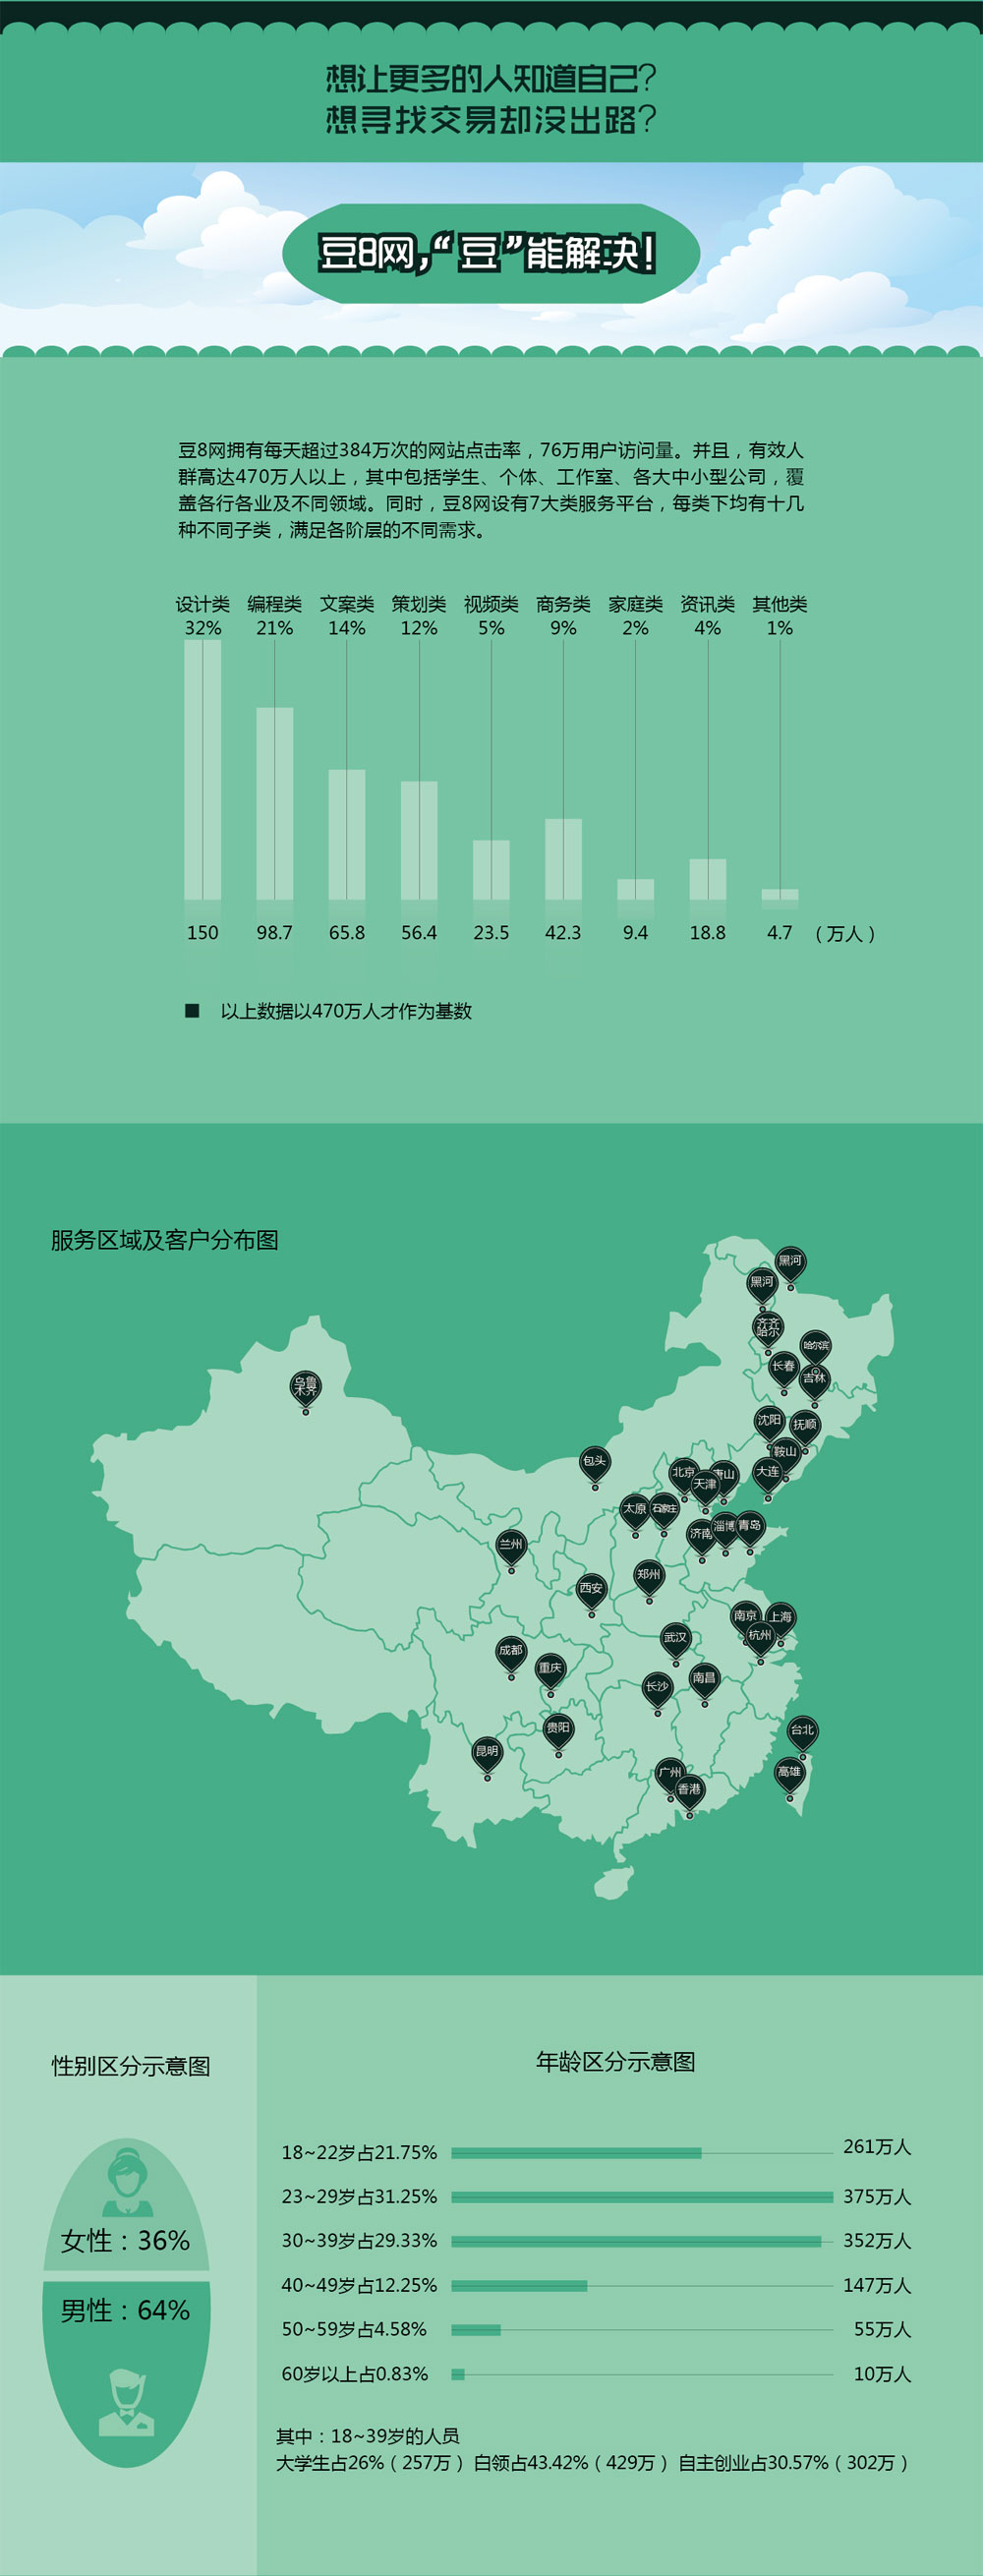 想让更多的人知道自己?
想寻找交易却没出路?
豆8网,“豆”能解决!
豆8网拥有每天超过384万次的网站点击率，76万用户访问量。并且，有效人
群高达470万人以上，其中包括学生、个体、工作室、各大中小型公司，覆
盖各行各业及不同领域。同时，豆8网设有7大类服务平台，每类下均有十几
种不同子类，满足各阶层的不同需求。
设计类 编程类 文案类 策划类 视频类 商务类 家庭类 资讯类 其他类
32% 21% 14% 12% 5% 9% 2% 4% 1%
150 98.7 65.8 56.4 23.5 42.3 9.4 18.8 4.7 （万人）
■ 以上数据以470万人才作为基数
服务区域及客户分布图
黑河
黑河
齐齐
哈尔
哈尔滨
长春
吉林
乌鲁
木齐
沈阳
抚顺
鞍山
包头
北京
唐山
大连
天津
太原
石家庄
济南
淄博
青岛
兰州
郑州
西安
南京
上海
杭州
武汉
成都
重庆
南昌
长沙
贵阳
台北
昆明
广州
高雄
香港
性别区分示意图
女性：36%
男性：64%
年龄区分示意图
18~22岁占21.75% 261万人
23~29岁占31.25% 375万人
30~39岁占29.33% 352万人
40~49岁占12.25% 147万人
50~59岁占4.58% 55万人
60岁以上占0.83% 10万人
其中：18~39岁的人员
大学生占26%（257万） 白领占43.42%（429万） 自主创业占30.57%（302万）